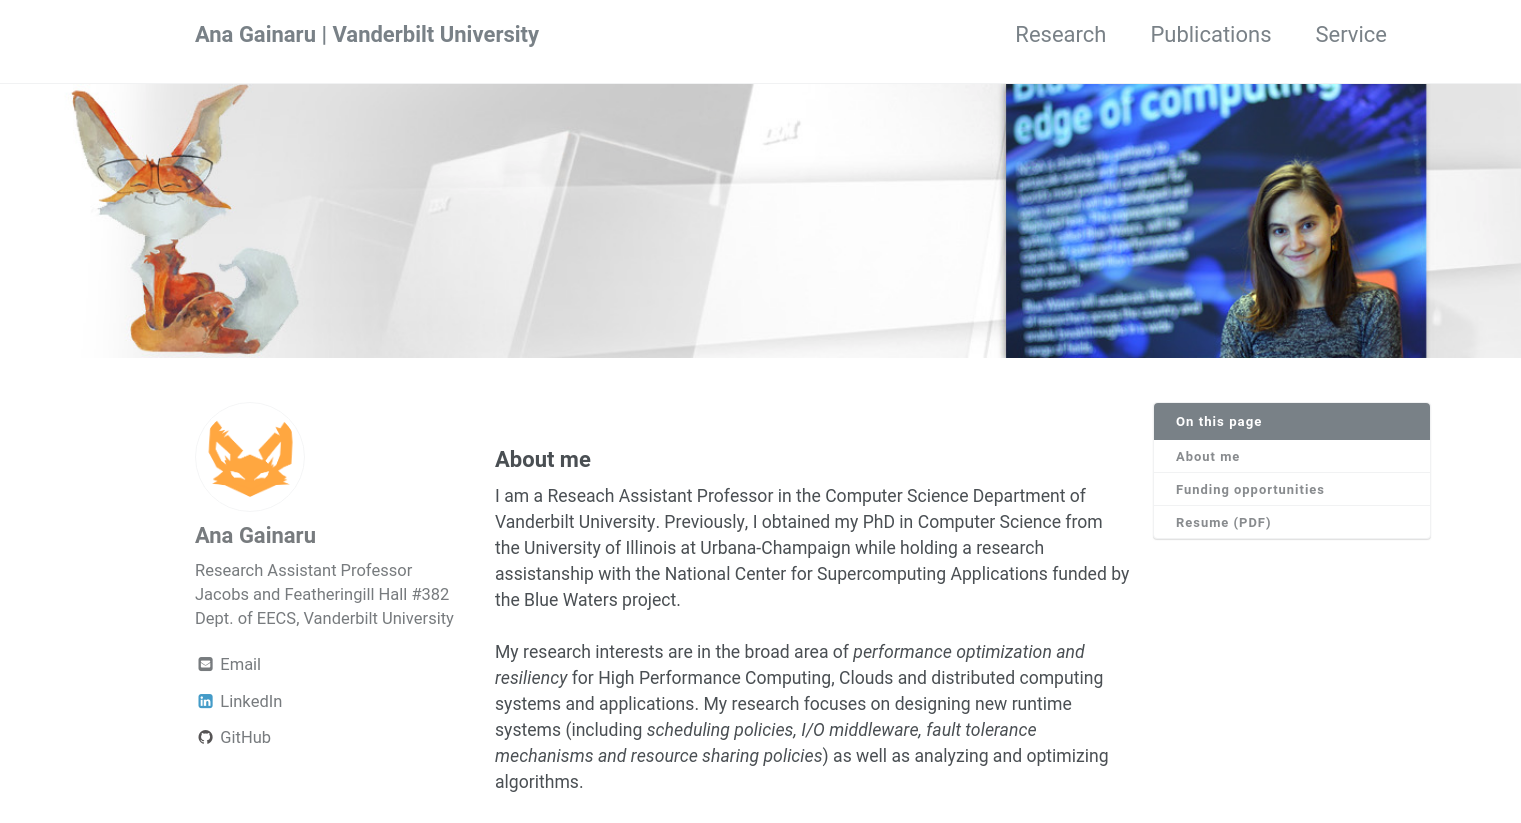 Ana Gainaru | Vanderbilt University
Research
Publications
Service
edge of computing
Ana Gainaru
Research Assistant Professor
Jacobs and Featheringill Hall #382
Dept. of EECS, Vanderbilt University
Email
LinkedIn
GitHub
About me
I am a Reseach Assistant Professor in the Computer Science Department of
Vanderbilt University. Previously, I obtained my PhD in Computer Science from
the University of Illinois at Urbana-Champaign while holding a research
assistanship with the National Center for Supercomputing Applications funded by
the Blue Waters project.
My research interests are in the broad area of performance optimization and
resiliency for High Performance Computing, Clouds and distributed computing
systems and applications. My research focuses on designing new runtime
systems (including scheduling policies, I/O middleware, fault tolerance
mechanisms and resource sharing policies) as well as analyzing and optimizing
algorithms.
On this page
About me
Funding opportunities
Resume (PDF)